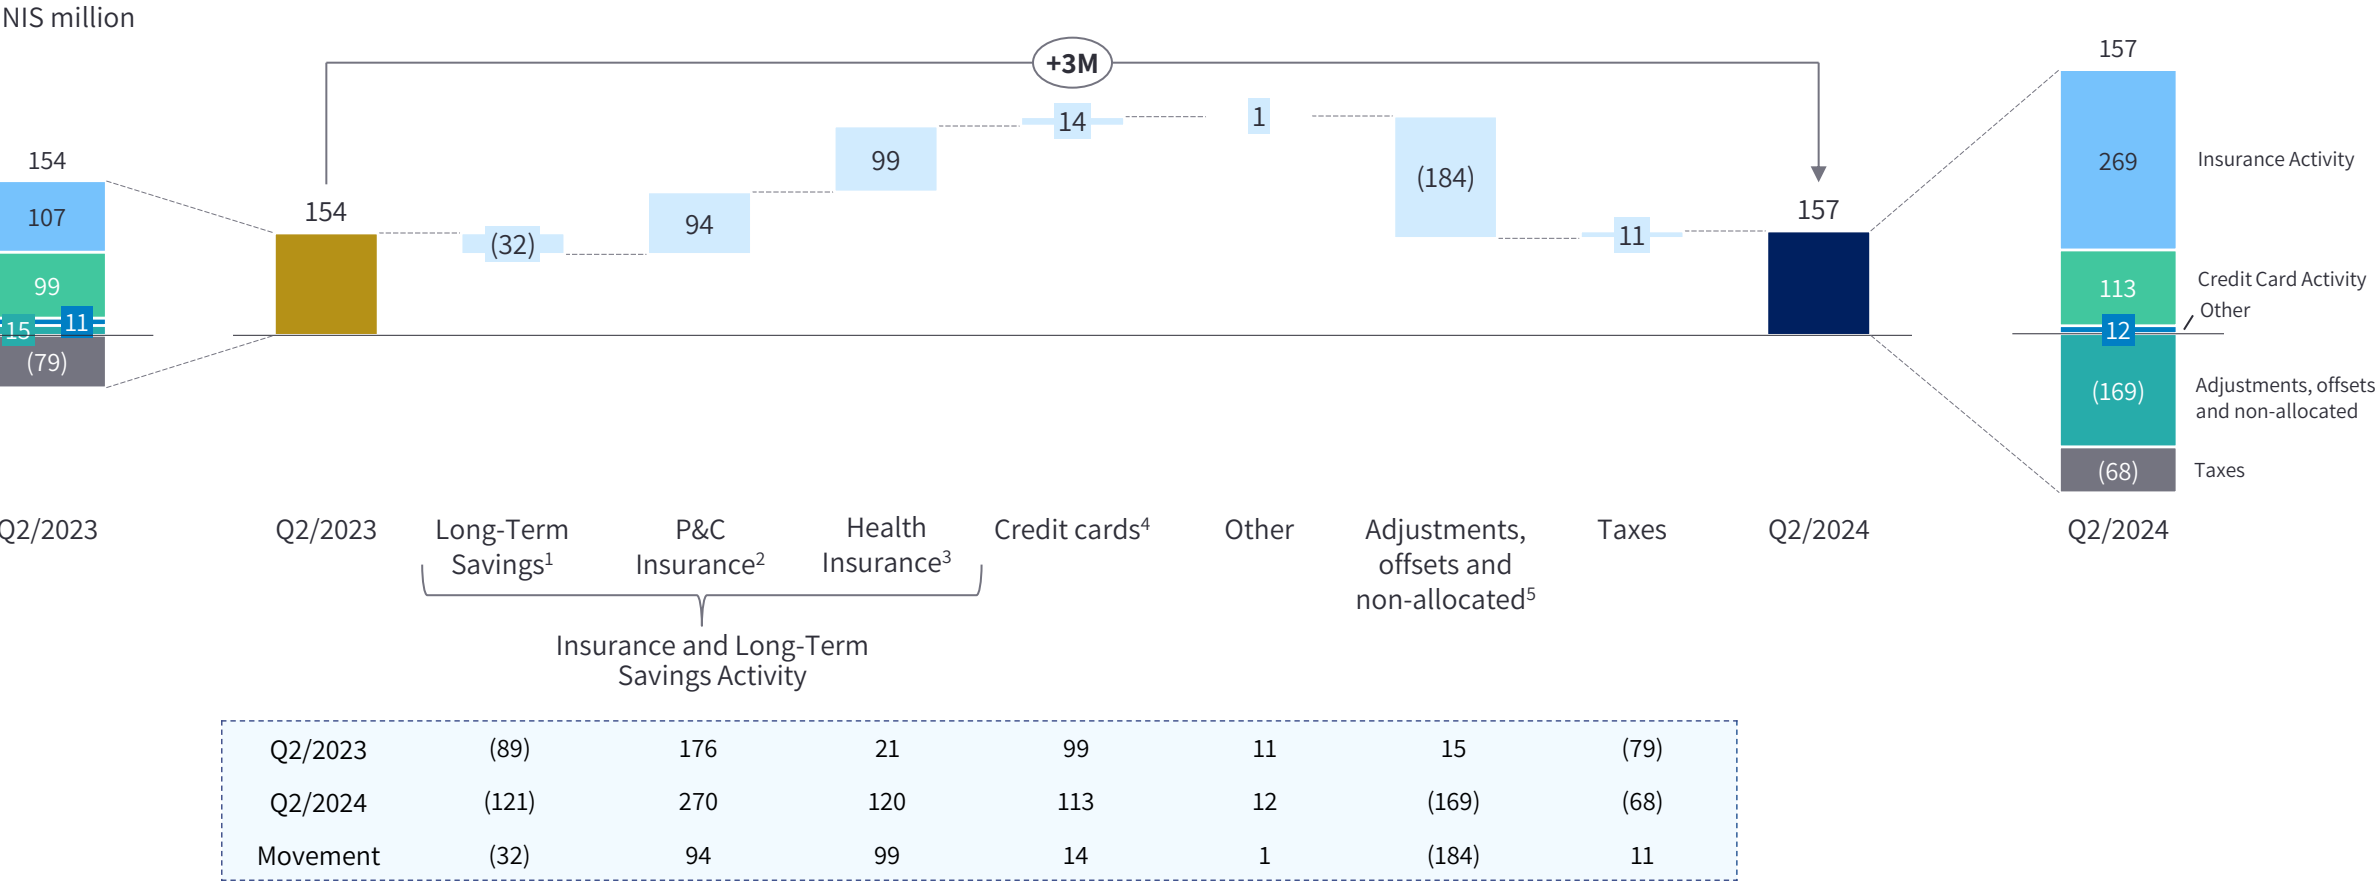 NIS million
+3M
157
154
107
99
15
11
(79)
154
(32)
94
99
14
1
(184)
11
157
269
113
12
(169)
(68)
Insurance Activity
Credit Card Activity
Other
Adjustments, offsets
and non-allocated
Taxes
Q2/2023
Q2/2023
Long-Term
Savings1
P&C
Insurance2
Health
Insurance3
Credit cards4
Other
Adjustments,
offsets and
non-allocated5
Taxes
Q2/2024
Q2/2024
Insurance and Long-Term
Savings Activity
Q2/2023 (89) 176 21 99 11 15 (79)
Q2/2024 (121) 270 120 113 12 (169) (68)
Movement (32) 94 99 14 1 (184) 11